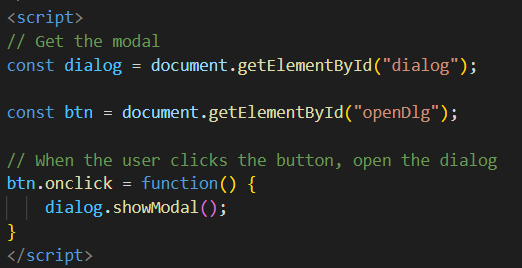 <script>
// Get the modal
const dialog = document.getElementById("dialog");
const btn = document.getElementById("openDlg");
// When the user clicks the button, open the dialog
btn.onclick = function() {
dialog.showModal();
}
</script>